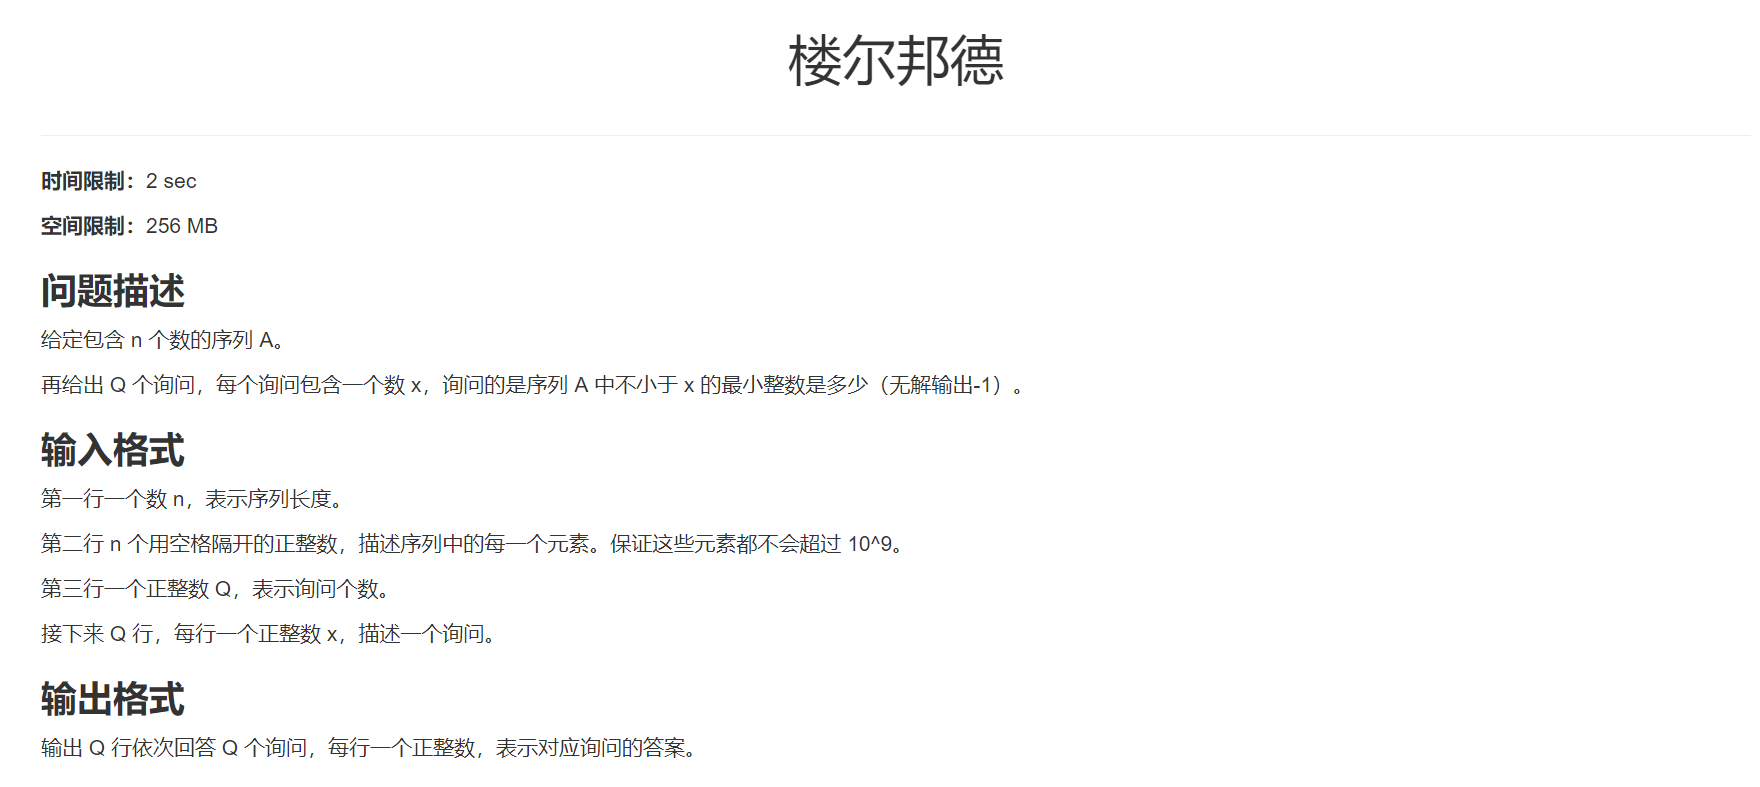 楼尔邦德
时间限制：2 sec
空间限制：256 MB
问题描述
给定包含 n 个数的序列 A。
再给出 Q 个询问，每个询问包含一个数 x，询问的是序列 A 中不小于 x 的最小整数是多少（无解输出-1）。
输入格式
第一行一个数 n，表示序列长度。
第二行 n 个用空格隔开的正整数，描述序列中的每一个元素。保证这些元素都不会超过 10^9。
第三行一个正整数 Q，表示询问个数。
接下来 Q 行，每行一个正整数 x，描述一个询问。
输出格式
输出 Q 行依次回答 Q 个询问，每行一个正整数，表示对应询问的答案。